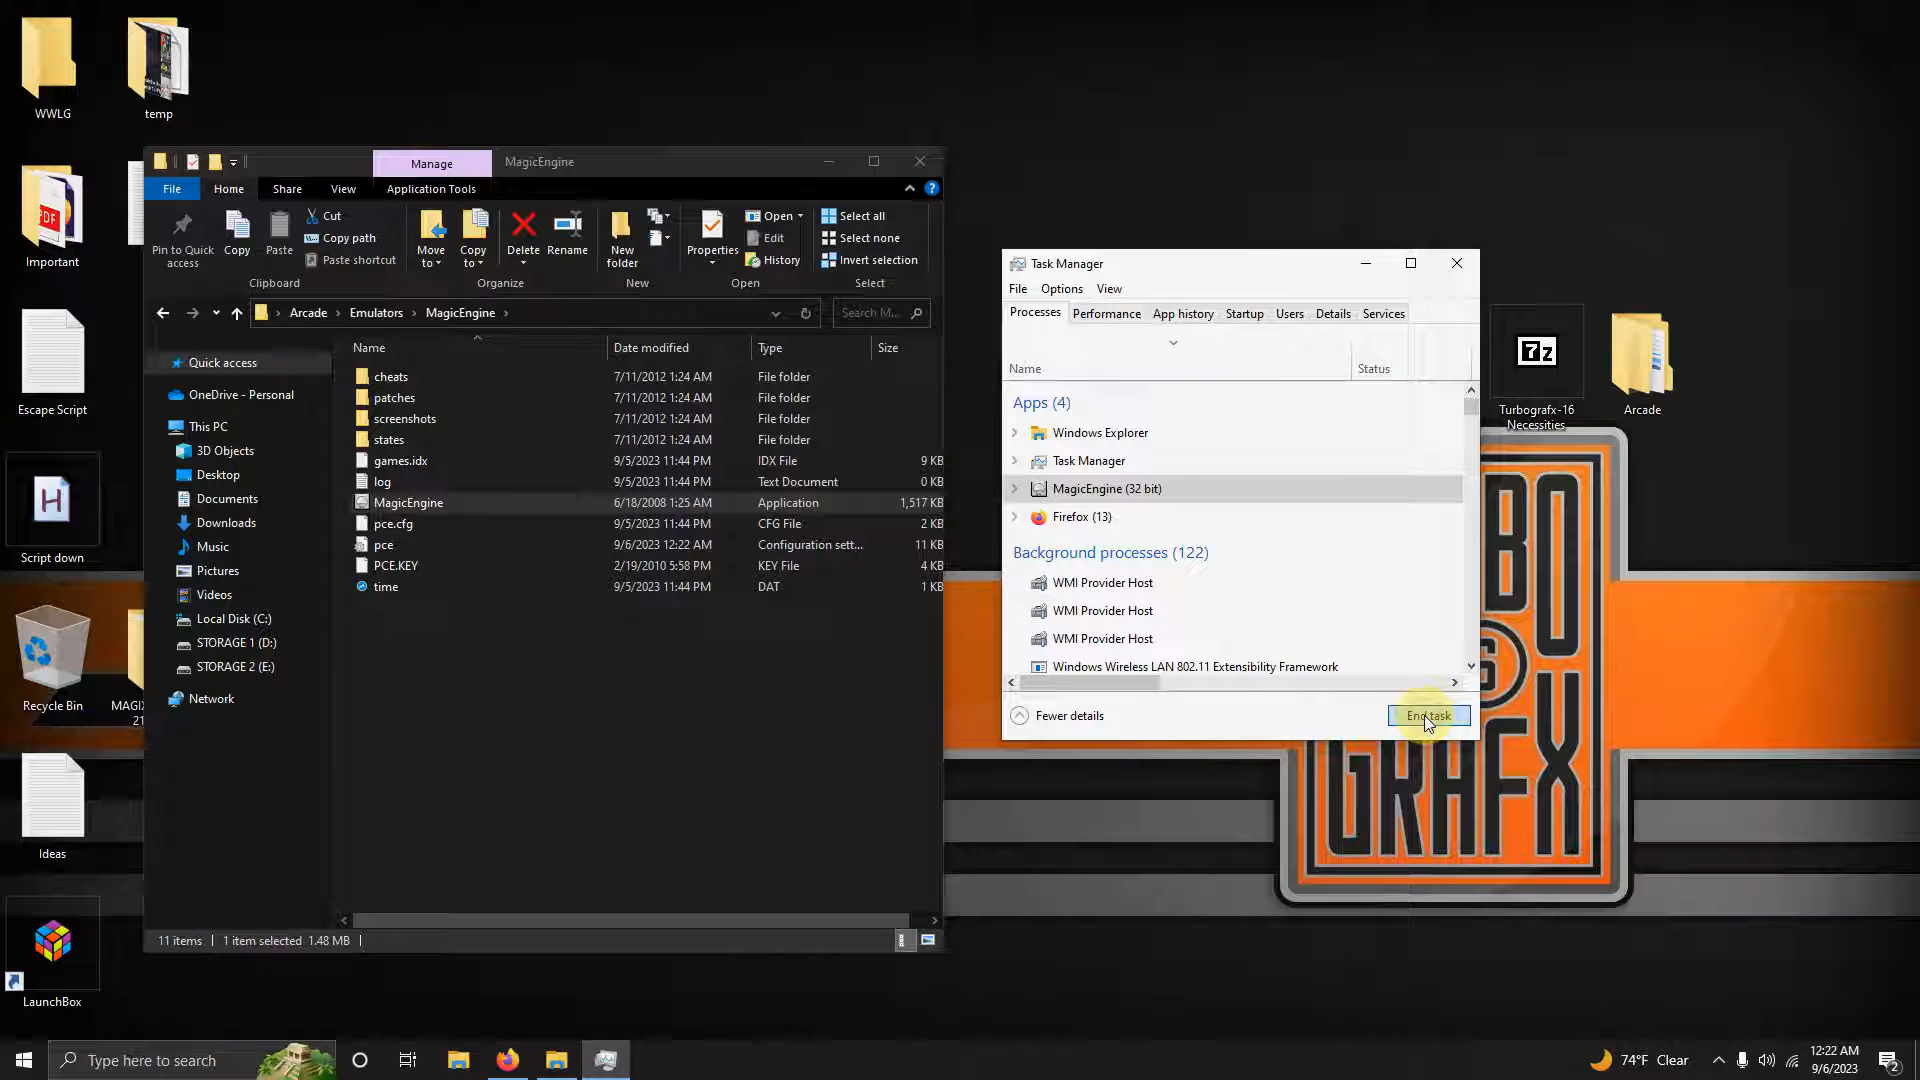 WWLG
temp
Important
Escape Script
H
Script down
Recycle Bin
MAGI
21
Ideas
LaunchBox
PDF
Manage
MagicEngine
File
Home
Share
View
Application Tools
Pin to Quick access
Copy
Paste
Cut
Copy path
Paste shortcut
Move to
Copy to
Delete
Rename
New folder
Properties
Open
Edit
History
Select all
Select none
Invert selection
Clipboard
Organize
New
Open
Select
Arcade
Emulators
MagicEngine
Search M...
Name
Date modified
Type
Size
Quick access
OneDrive - Personal
This PC
3D Objects
Desktop
Documents
Downloads
Music
Pictures
Videos
Local Disk (C:)
STORAGE 1 (D:)
STORAGE 2 (E:)
Network
cheats 7/11/2012 1:24 AM File folder
patches 7/11/2012 1:24 AM File folder
screenshots 7/11/2012 1:24 AM File folder
states 7/11/2012 1:24 AM File folder
games.idx 9/5/2023 11:44 PM IDX File 9 KB
log 9/5/2023 11:44 PM Text Document 0 KB
MagicEngine 6/18/2008 1:25 AM Application 1,517 KB
pce.cfg 9/5/2023 11:44 PM CFG File 2 KB
pce 9/6/2023 12:22 AM Configuration sett... 11 KB
PCE.KEY 2/19/2010 5:58 PM KEY File 4 KB
time 9/5/2023 11:44 PM DAT 1 KB
11 items
1 item selected 1.48 MB
Task Manager
File Options View
Processes Performance App history Startup Users Details Services
Name Status
Apps (4)
Windows Explorer
Task Manager
MagicEngine (32 bit)
Firefox (13)
Background processes (122)
WMI Provider Host
WMI Provider Host
WMI Provider Host
Windows Wireless LAN 802.11 Extensibility Framework
Fewer details
End task
7z
Turbografx-16
Necessities
Arcade
BO
GRAFX
Type here to search
74°F Clear
12:22 AM
9/6/2023
2